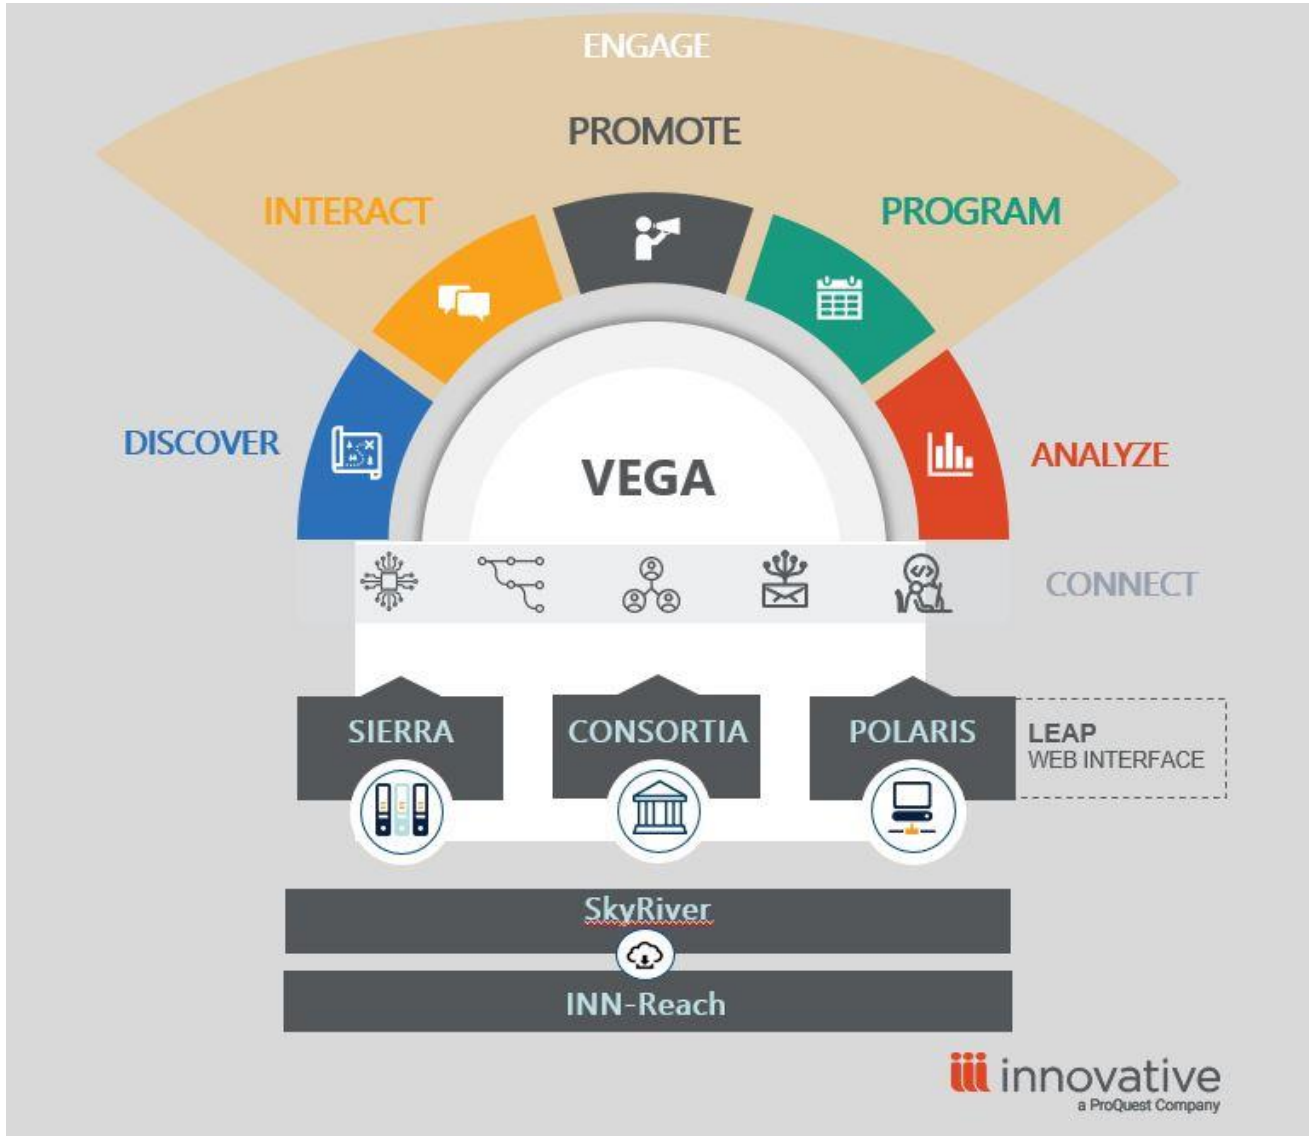 ENGAGE
PROMOTE
INTERACT
PROGRAM
DISCOVER
ANALYZE
VEGA
CONNECT
SIERRA
CONSORTIA
POLARIS
LEAP
WEB INTERFACE
SkyRiver
INN-Reach
innovative
a ProQuest Company